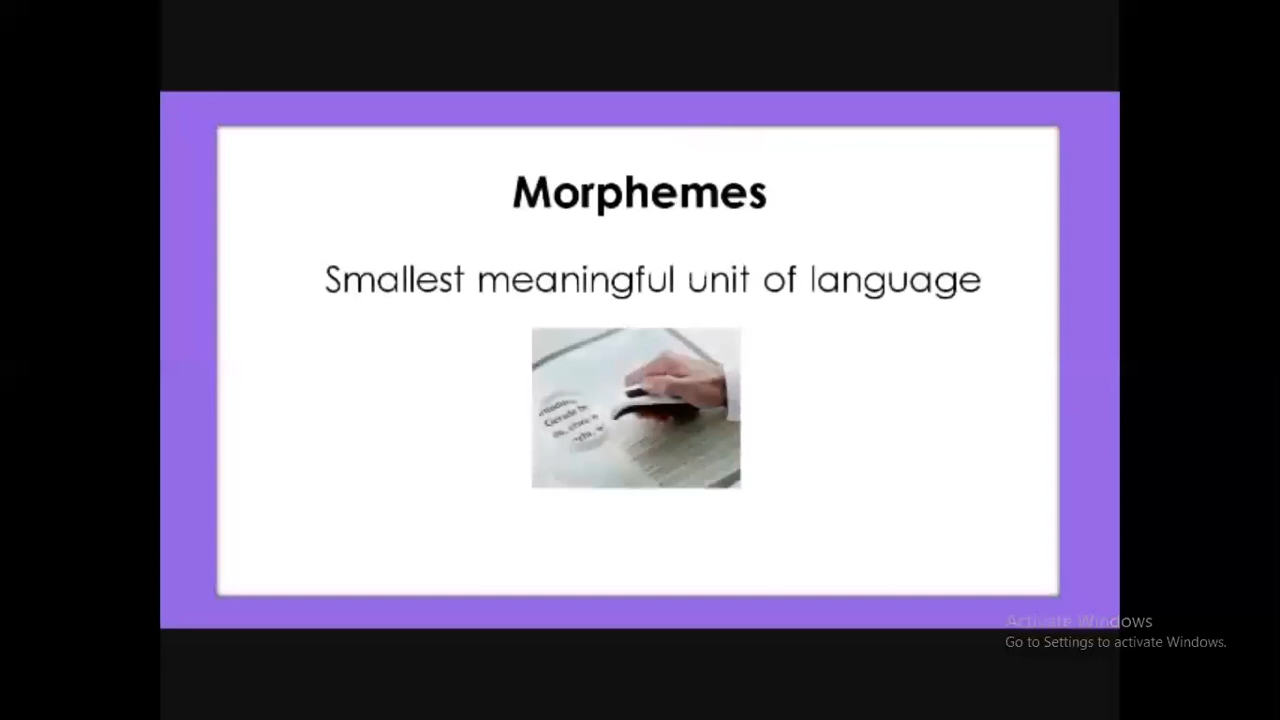 Morphemes
Smallest meaningful unit of language
Activate Windows
Go to Settings to activate Windows.